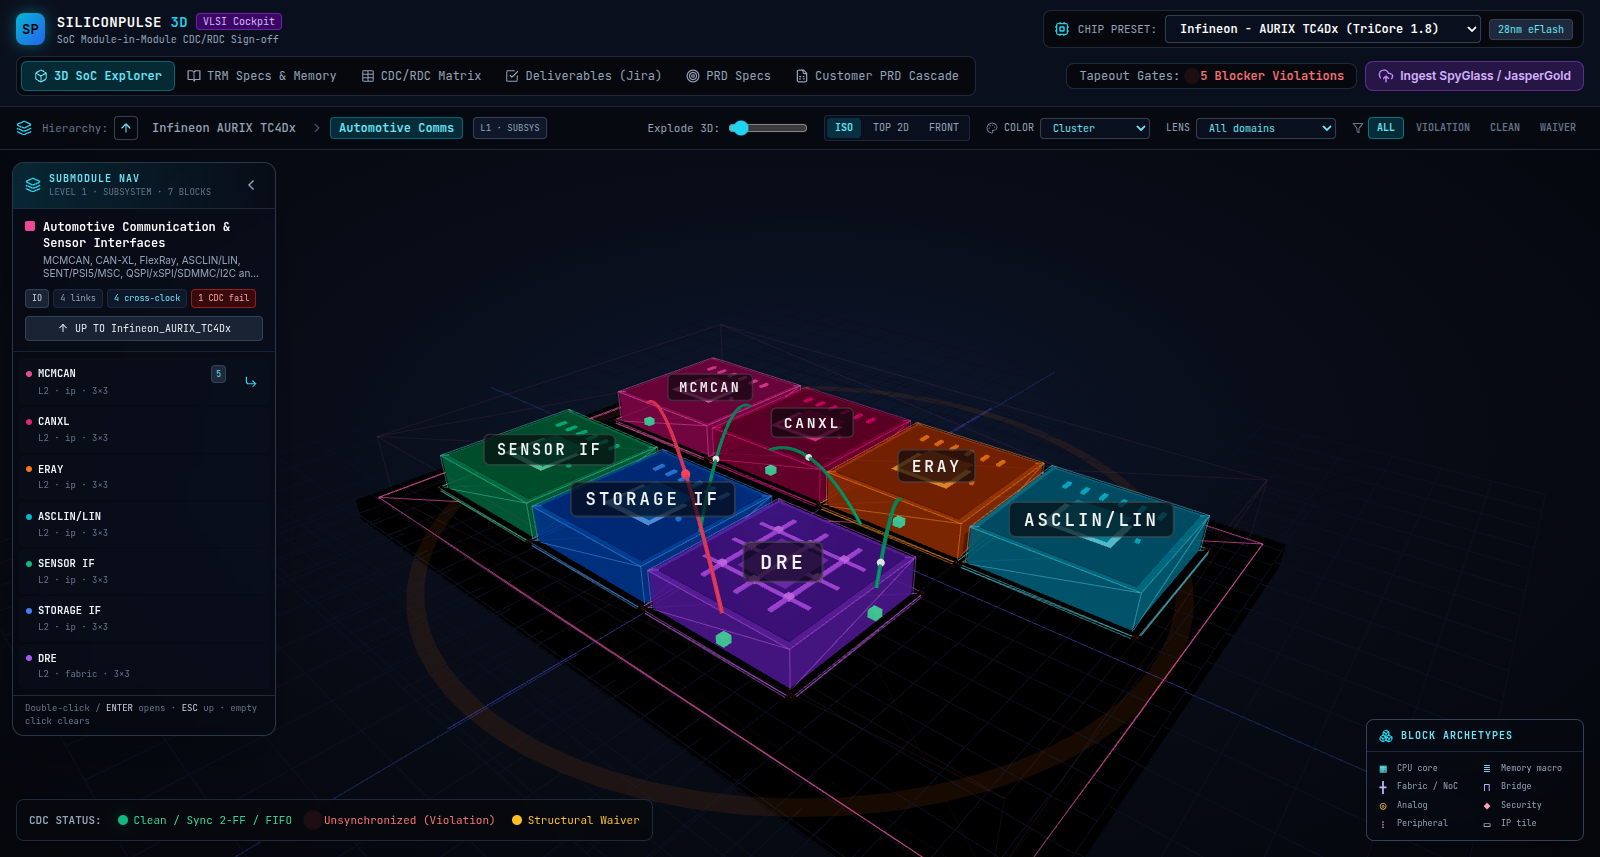 SP
SILICONPULSE 3D
VLSI Cockpit
SoC Module-in-Module CDC/RDC Sign-off
CHIP PRESET:
Infineon - AURIX TC4Dx (TriCore 1.8)
28nm eFlash
3D SoC Explorer
TRM Specs & Memory
CDC/RDC Matrix
Deliverables (Jira)
PRD Specs
Customer PRD Cascade
Tapeout Gates: 5 Blocker Violations
Ingest SpyGlass / JasperGold
Hierarchy:
Infineon AURIX TC4Dx
Automotive Comms
L1 · SUBSYS
Explode 3D:
ISO
TOP 2D
FRONT
COLOR
Cluster
LENS
All domains
ALL
VIOLATION
CLEAN
WAIVER
SUBMODULE NAV
LEVEL 1 · SUBSYSTEM · 7 BLOCKS
Automotive Communication &
Sensor Interfaces
MCMCAN, CAN-XL, FlexRay, ASCLIN/LIN,
SENT/PSI5/MSC, QSPI/xSPI/SDMMC/I2C an...
IO
4 links
4 cross-clock
1 CDC fail
UP TO Infineon_AURIX_TC4Dx
MCMCAN
5
L2 · ip · 3×3
CANXL
L2 · ip · 3×3
ERAY
L2 · ip · 3×3
ASCLIN/LIN
L2 · ip · 3×3
SENSOR IF
L2 · ip · 3×3
STORAGE IF
L2 · ip · 3×3
DRE
L2 · fabric · 3×3
Double-click / ENTER opens · ESC up · empty
click clears
MCMCAN
CANXL
SENSOR IF
ERAY
STORAGE IF
ASCLIN/LIN
DRE
BLOCK ARCHETYPES
CPU core
Memory macro
Fabric / NoC
Bridge
Analog
Security
Peripheral
IP tile
CDC STATUS:
Clean / Sync 2-FF / FIFO
Unsynchronized (Violation)
Structural Waiver